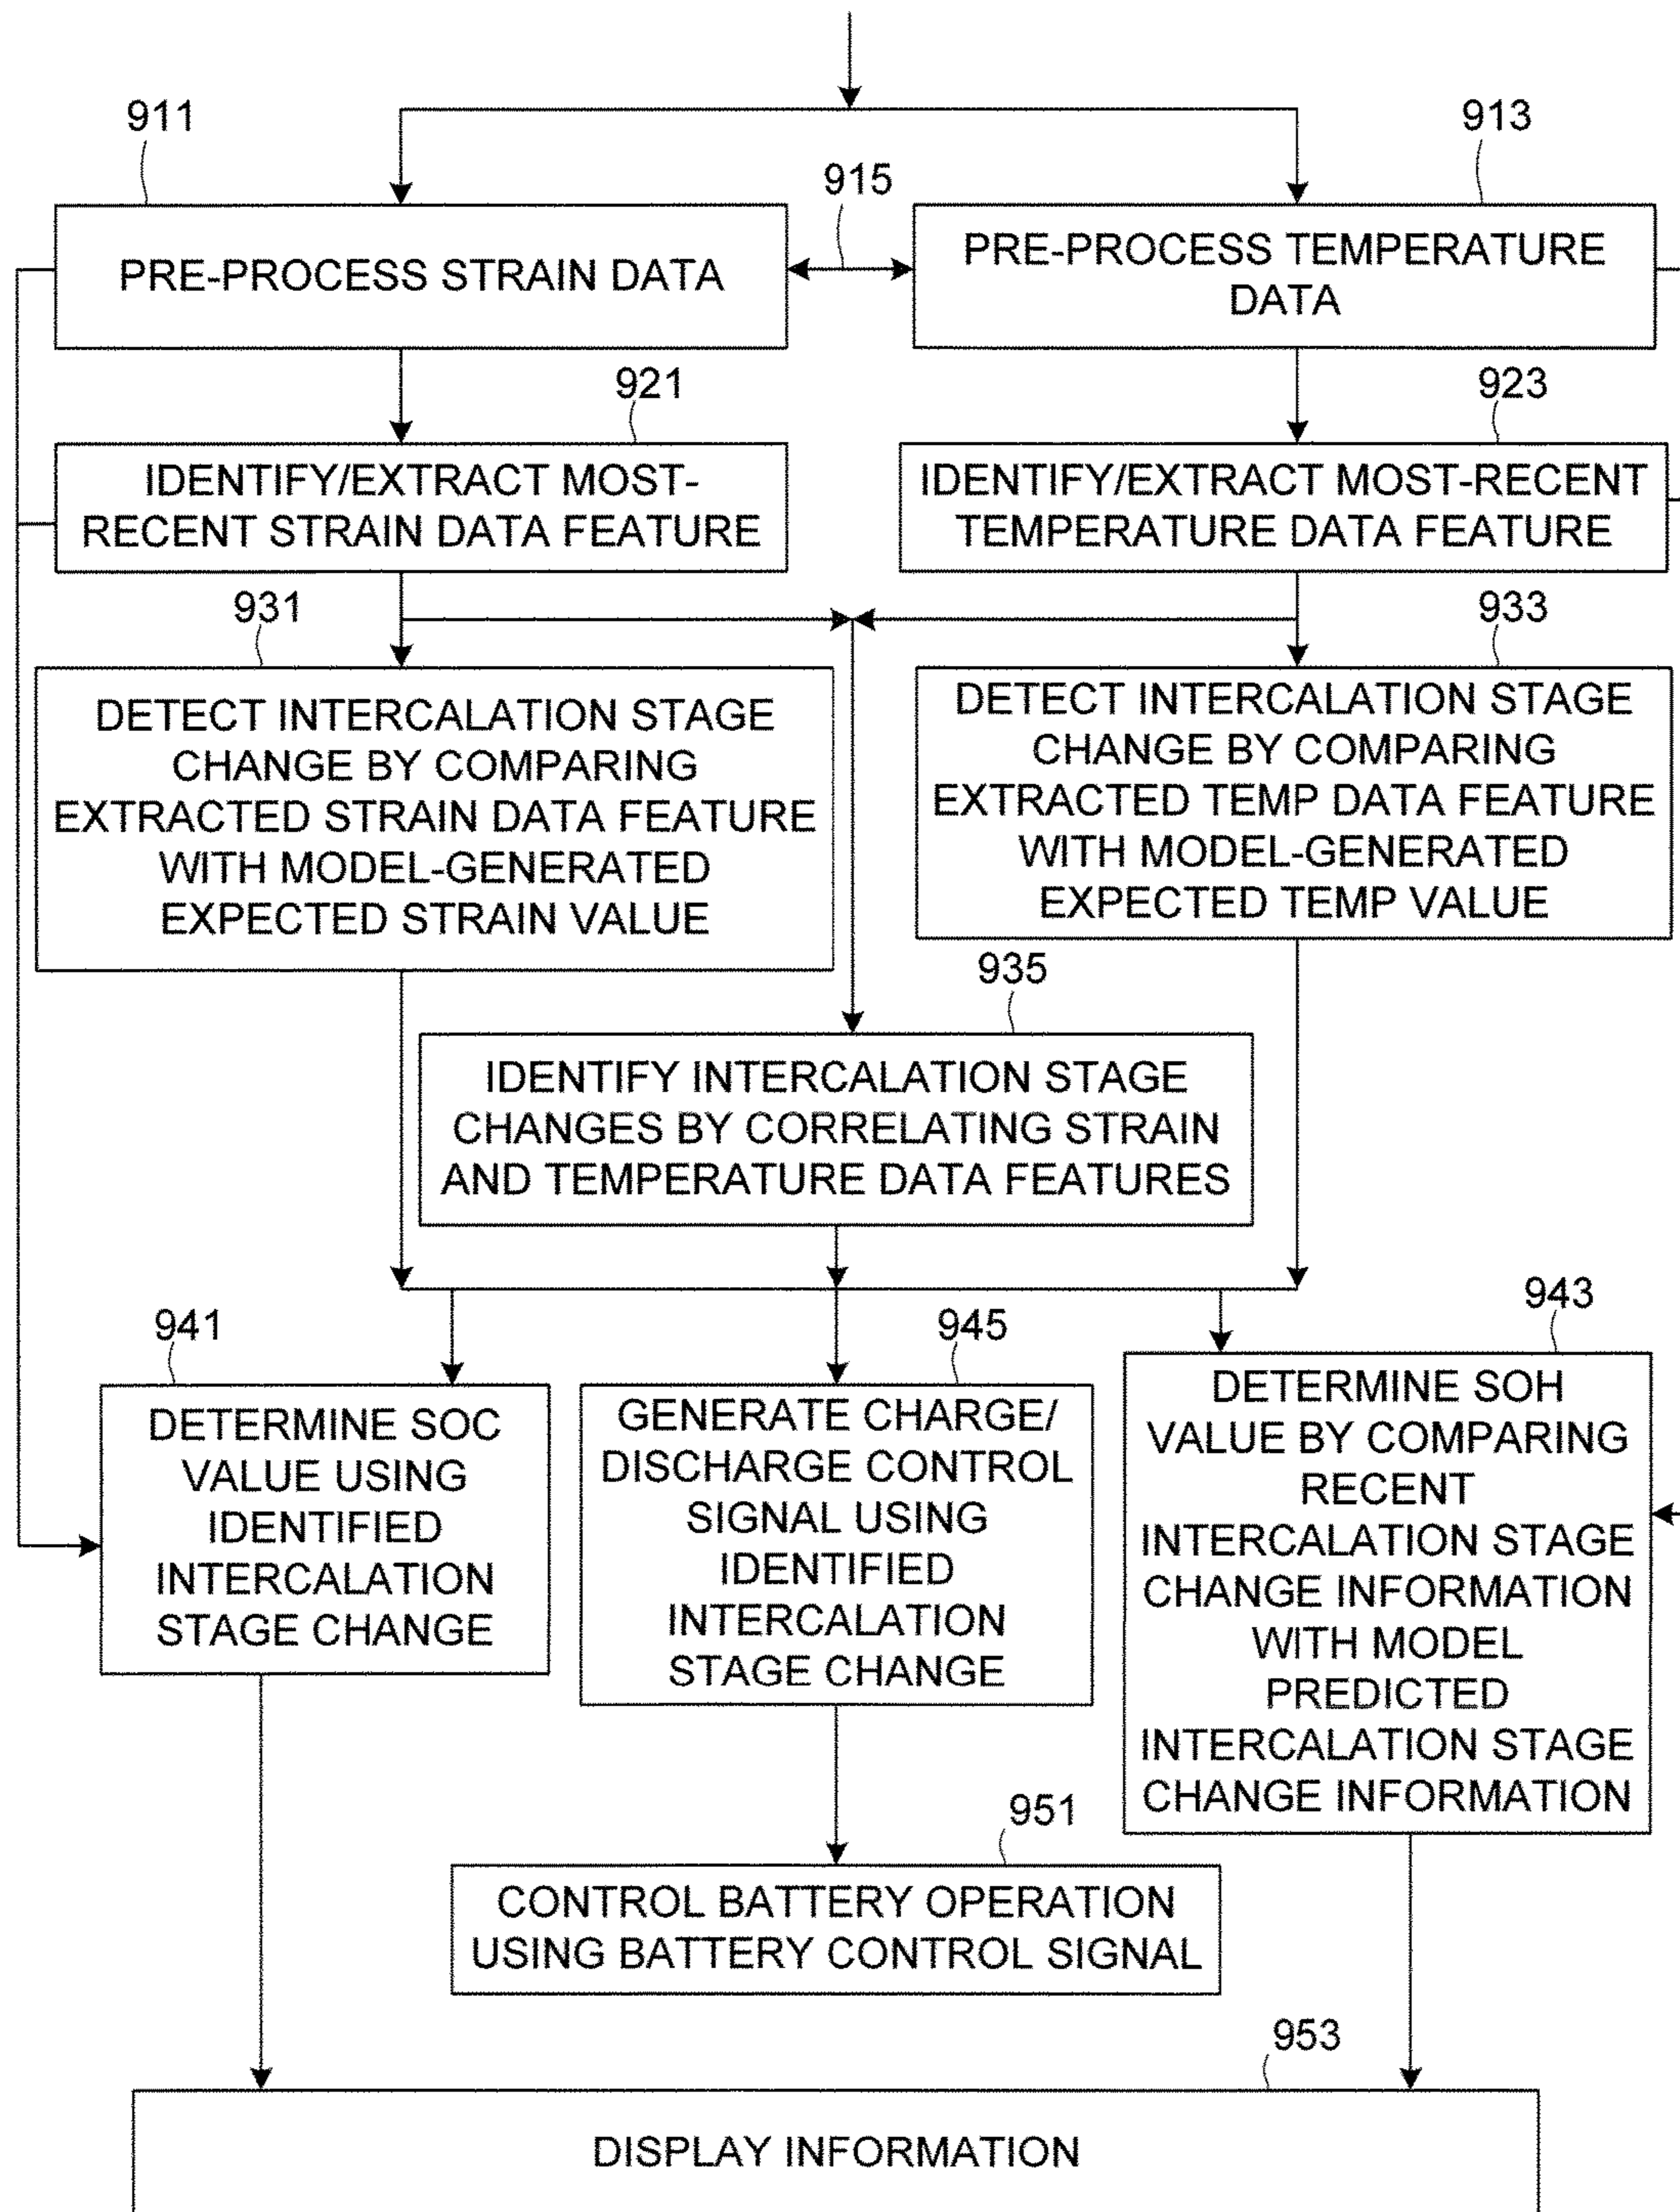 911
913
915
PRE-PROCESS STRAIN DATA
PRE-PROCESS TEMPERATURE
DATA
921
923
IDENTIFY/EXTRACT MOST-
RECENT STRAIN DATA FEATURE
IDENTIFY/EXTRACT MOST-RECENT
TEMPERATURE DATA FEATURE
931
933
DETECT INTERCALATION STAGE
CHANGE BY COMPARING
EXTRACTED STRAIN DATA FEATURE
WITH MODEL-GENERATED
EXPECTED STRAIN VALUE
DETECT INTERCALATION STAGE
CHANGE BY COMPARING
EXTRACTED TEMP DATA FEATURE
WITH MODEL-GENERATED
EXPECTED TEMP VALUE
935
IDENTIFY INTERCALATION STAGE
CHANGES BY CORRELATING STRAIN
AND TEMPERATURE DATA FEATURES
941
945
943
DETERMINE SOC
VALUE USING
IDENTIFIED
INTERCALATION
STAGE CHANGE
GENERATE CHARGE/
DISCHARGE CONTROL
SIGNAL USING
IDENTIFIED
INTERCALATION
STAGE CHANGE
DETERMINE SOH
VALUE BY COMPARING
RECENT
INTERCALATION STAGE
CHANGE INFORMATION
WITH MODEL
PREDICTED
INTERCALATION STAGE
CHANGE INFORMATION
951
CONTROL BATTERY OPERATION
USING BATTERY CONTROL SIGNAL
953
DISPLAY INFORMATION